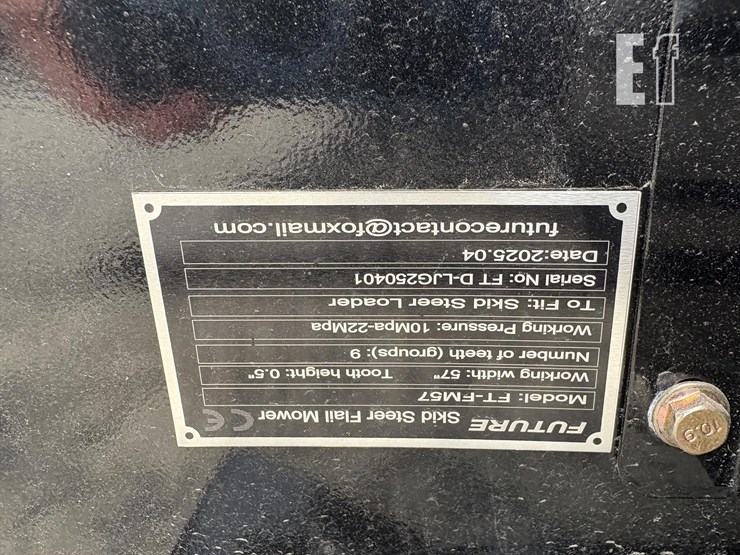 Ef
FUTURE Skid Steer Flail Mower CE
Model: FT-FM57
Working width: 57" Tooth height: 0.5"
Number of teeth (groups): 9
Working Pressure: 10Mpa-22Mpa
To Fit: Skid Steer Loader
Serial No: FT D-LJG250401
Date:2025.04
futurecontact@foxmail.com
10.9